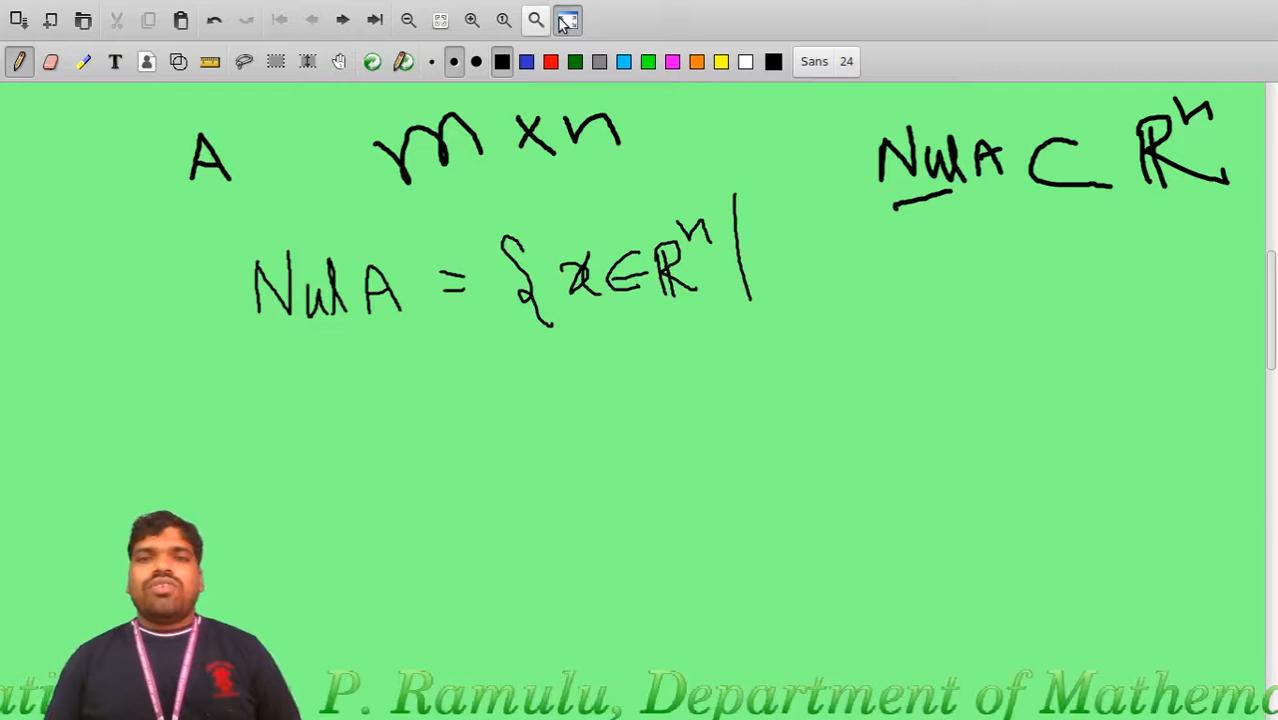 Sans 24
A m × n
Nul A ⊂ ℝⁿ
Nul A = { x ∈ ℝⁿ |
P. Ramulu, Department of Mathema